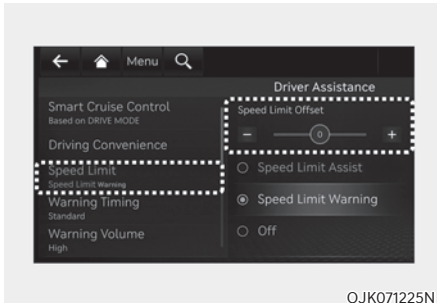 Menu
Driver Assistance
Smart Cruise Control
Based on DRIVE MODE
Driving Convenience
Speed Limit
Speed Limit Warning
Warning Timing
Standard
Warning Volume
High
Speed Limit Offset
- 0 +
Speed Limit Assist
Speed Limit Warning
Off
OJK071225N